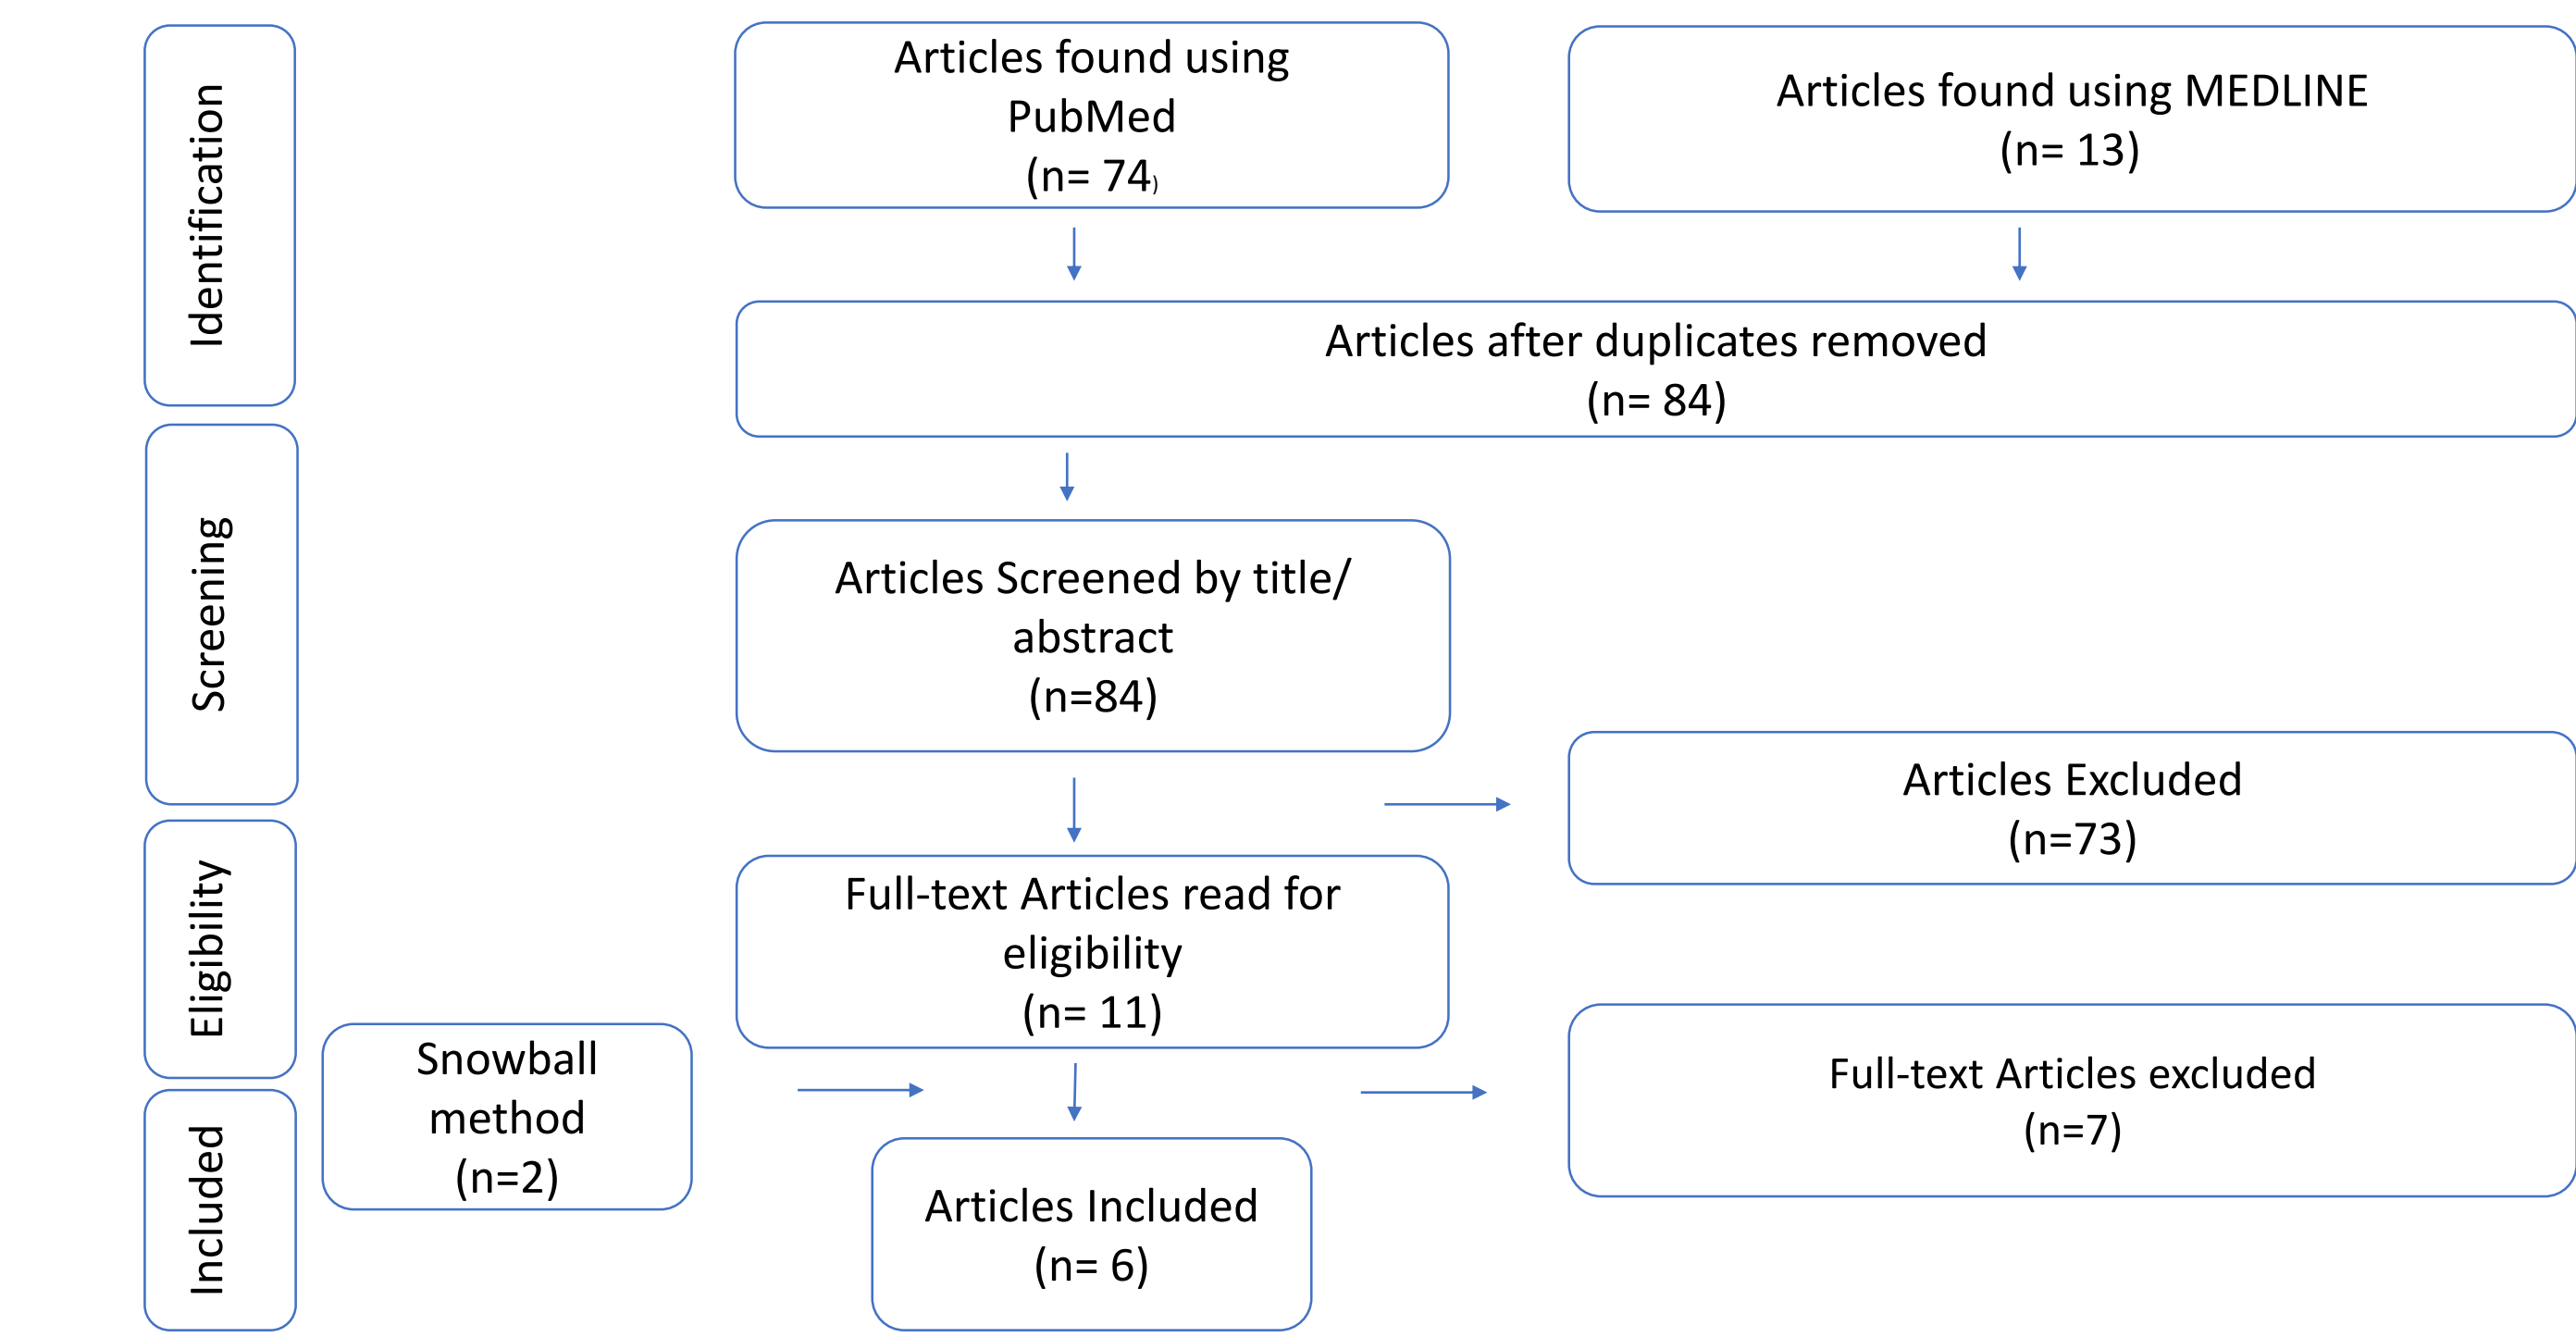 Identification
Articles found using
PubMed
(n= 74)
Articles found using MEDLINE
(n= 13)
Articles after duplicates removed
(n= 84)
Screening
Articles Screened by title/
abstract
(n=84)
Articles Excluded
(n=73)
Eligibility
Full-text Articles read for
eligibility
(n= 11)
Snowball
method
(n=2)
Full-text Articles excluded
(n=7)
Included
Articles Included
(n= 6)